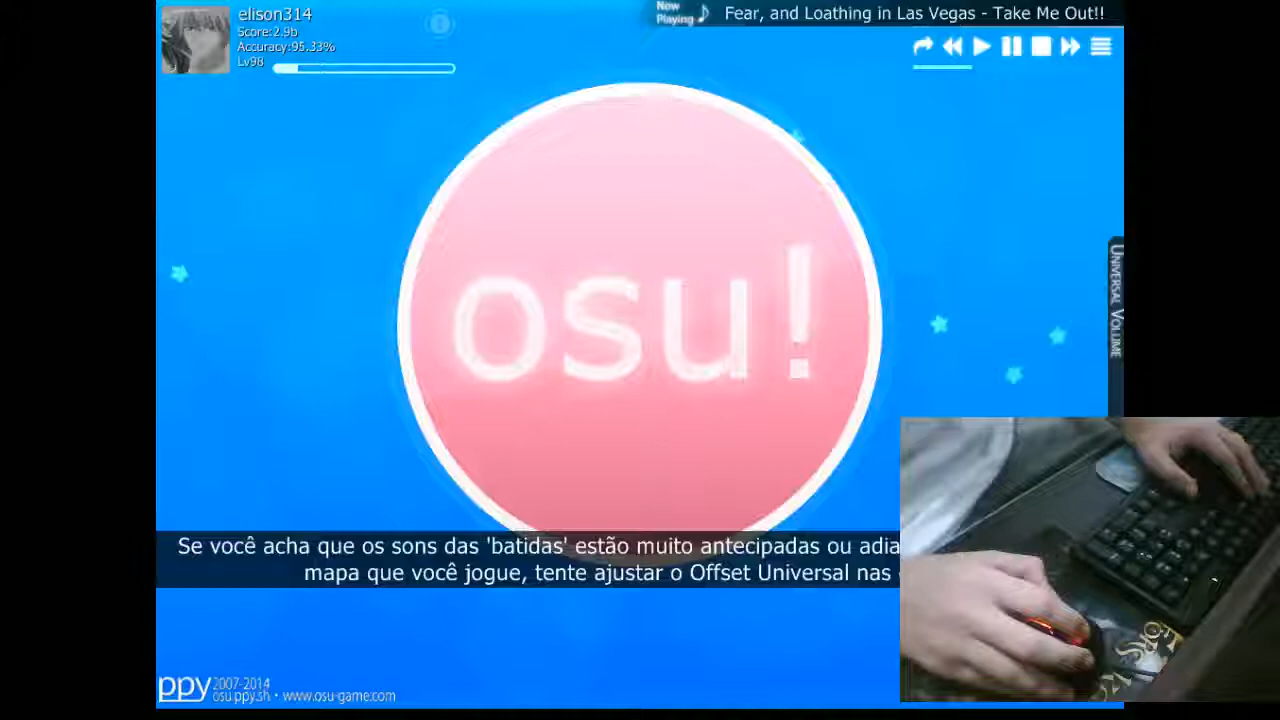 elison314
Score:2.9b
Accuracy:95.33%
Lv98
Now Playing
Fear, and Loathing in Las Vegas - Take Me Out!!
osu!
UNIVERSAL VOLUME
Se você acha que os sons das 'batidas' estão muito antecipadas ou adia
mapa que você jogue, tente ajustar o Offset Universal nas
ppy 2007-2014
osu.ppy.sh • www.osu-game.com